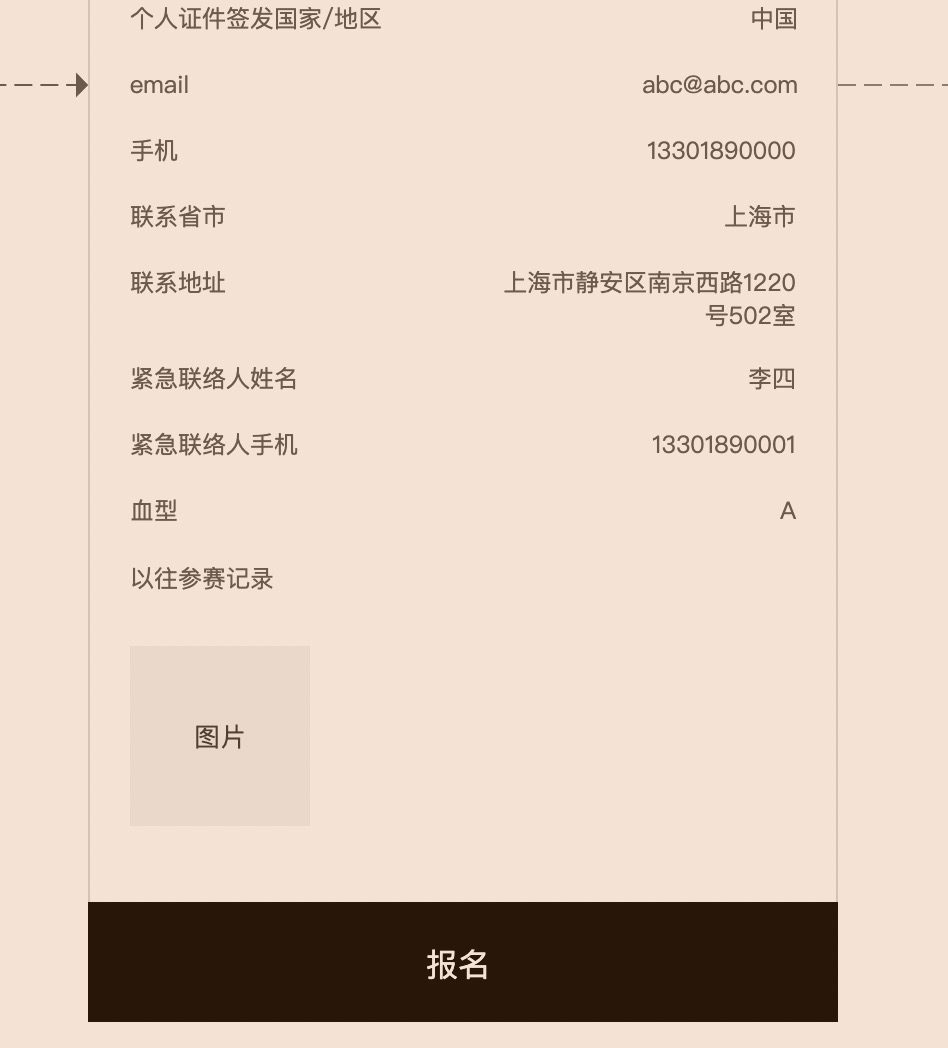 个人证件签发国家/地区 中国
email abc@abc.com
手机 13301890000
联系省市 上海市
联系地址 上海市静安区南京西路1220
号502室
紧急联络人姓名 李四
紧急联络人手机 13301890001
血型 A
以往参赛记录
图片
报名